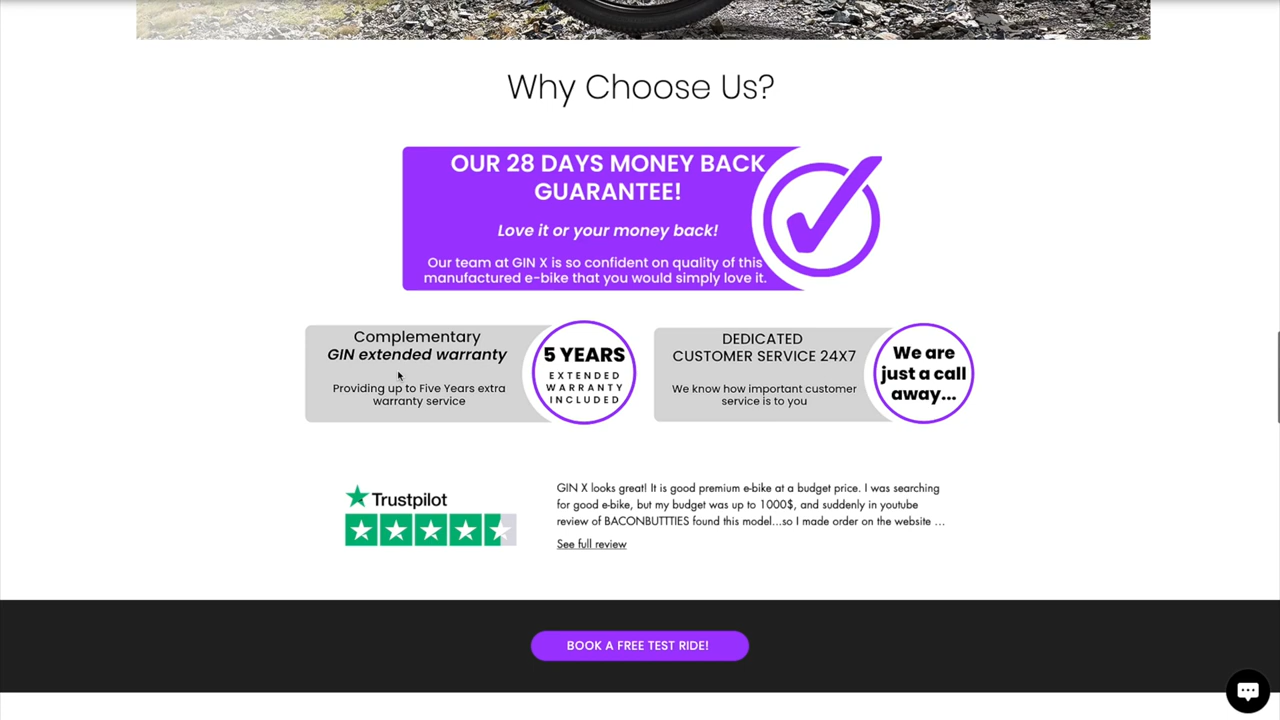 Why Choose Us?
OUR 28 DAYS MONEY BACK
GUARANTEE!
Love it or your money back!
Our team at GIN X is so confident on quality of this
manufactured e-bike that you would simply love it.
Complementary
GIN extended warranty
Providing up to Five Years extra
warranty service
5 YEARS
EXTENDED
WARRANTY
INCLUDED
DEDICATED
CUSTOMER SERVICE 24X7
We know how important customer
service is to you
We are
just a call
away...
Trustpilot
GIN X looks great! It is good premium e-bike at a budget price. I was searching
for good e-bike, but my budget was up to 1000$, and suddenly in youtube
review of BACONBUTTTIES found this model...so I made order on the website ...
See full review
BOOK A FREE TEST RIDE!